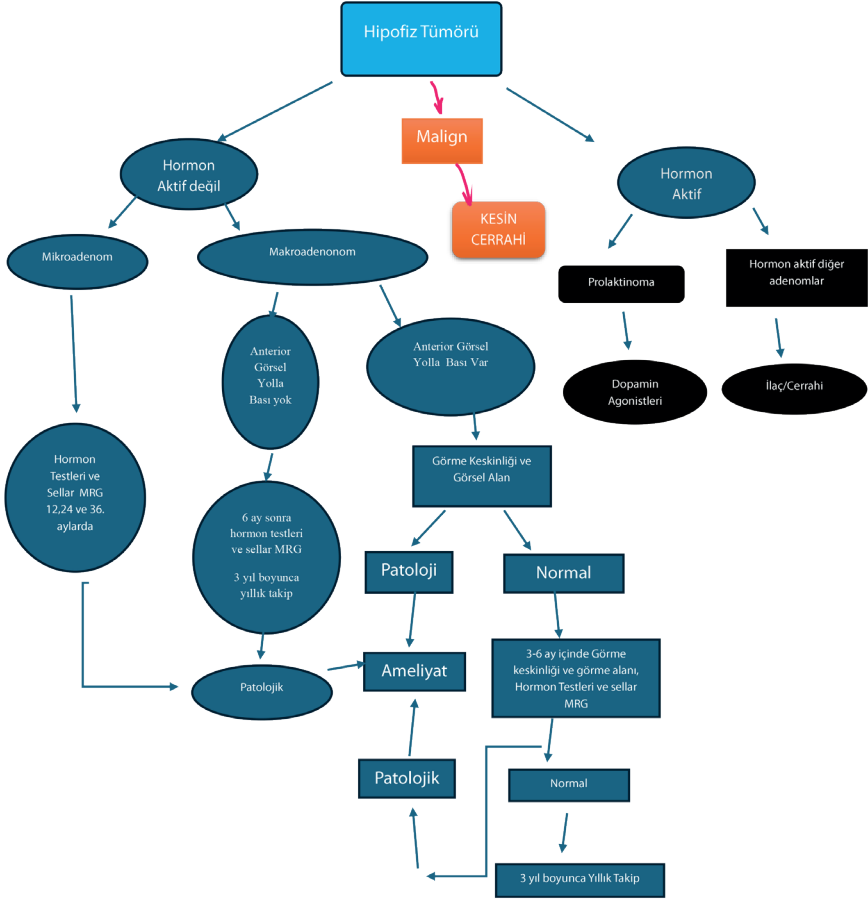 Hipofiz Tümörü
Malign
KESİN
CERRAHİ
Hormon
Aktif değil
Hormon
Aktif
Mikroadenom
Makroadenonom
Prolaktinoma
Hormon aktif diğer
adenomlar
Anterior
Görsel
Yolla
Bası yok
Anterior Görsel
Yolla Bası Var
Dopamin
Agonistleri
İlaç/Cerrahi
Hormon
Testleri ve
Sellar MRG
12,24 ve 36.
aylarda
Görme Keskinliği ve
Görsel Alan
6 ay sonra
hormon testleri
ve sellar MRG
3 yıl boyunca
yıllık takip
Patoloji
Normal
Patolojik
Ameliyat
3-6 ay içinde Görme
keskinliği ve görme alanı,
Hormon Testleri ve sellar
MRG
Patolojik
Normal
3 yıl boyunca Yıllık Takip